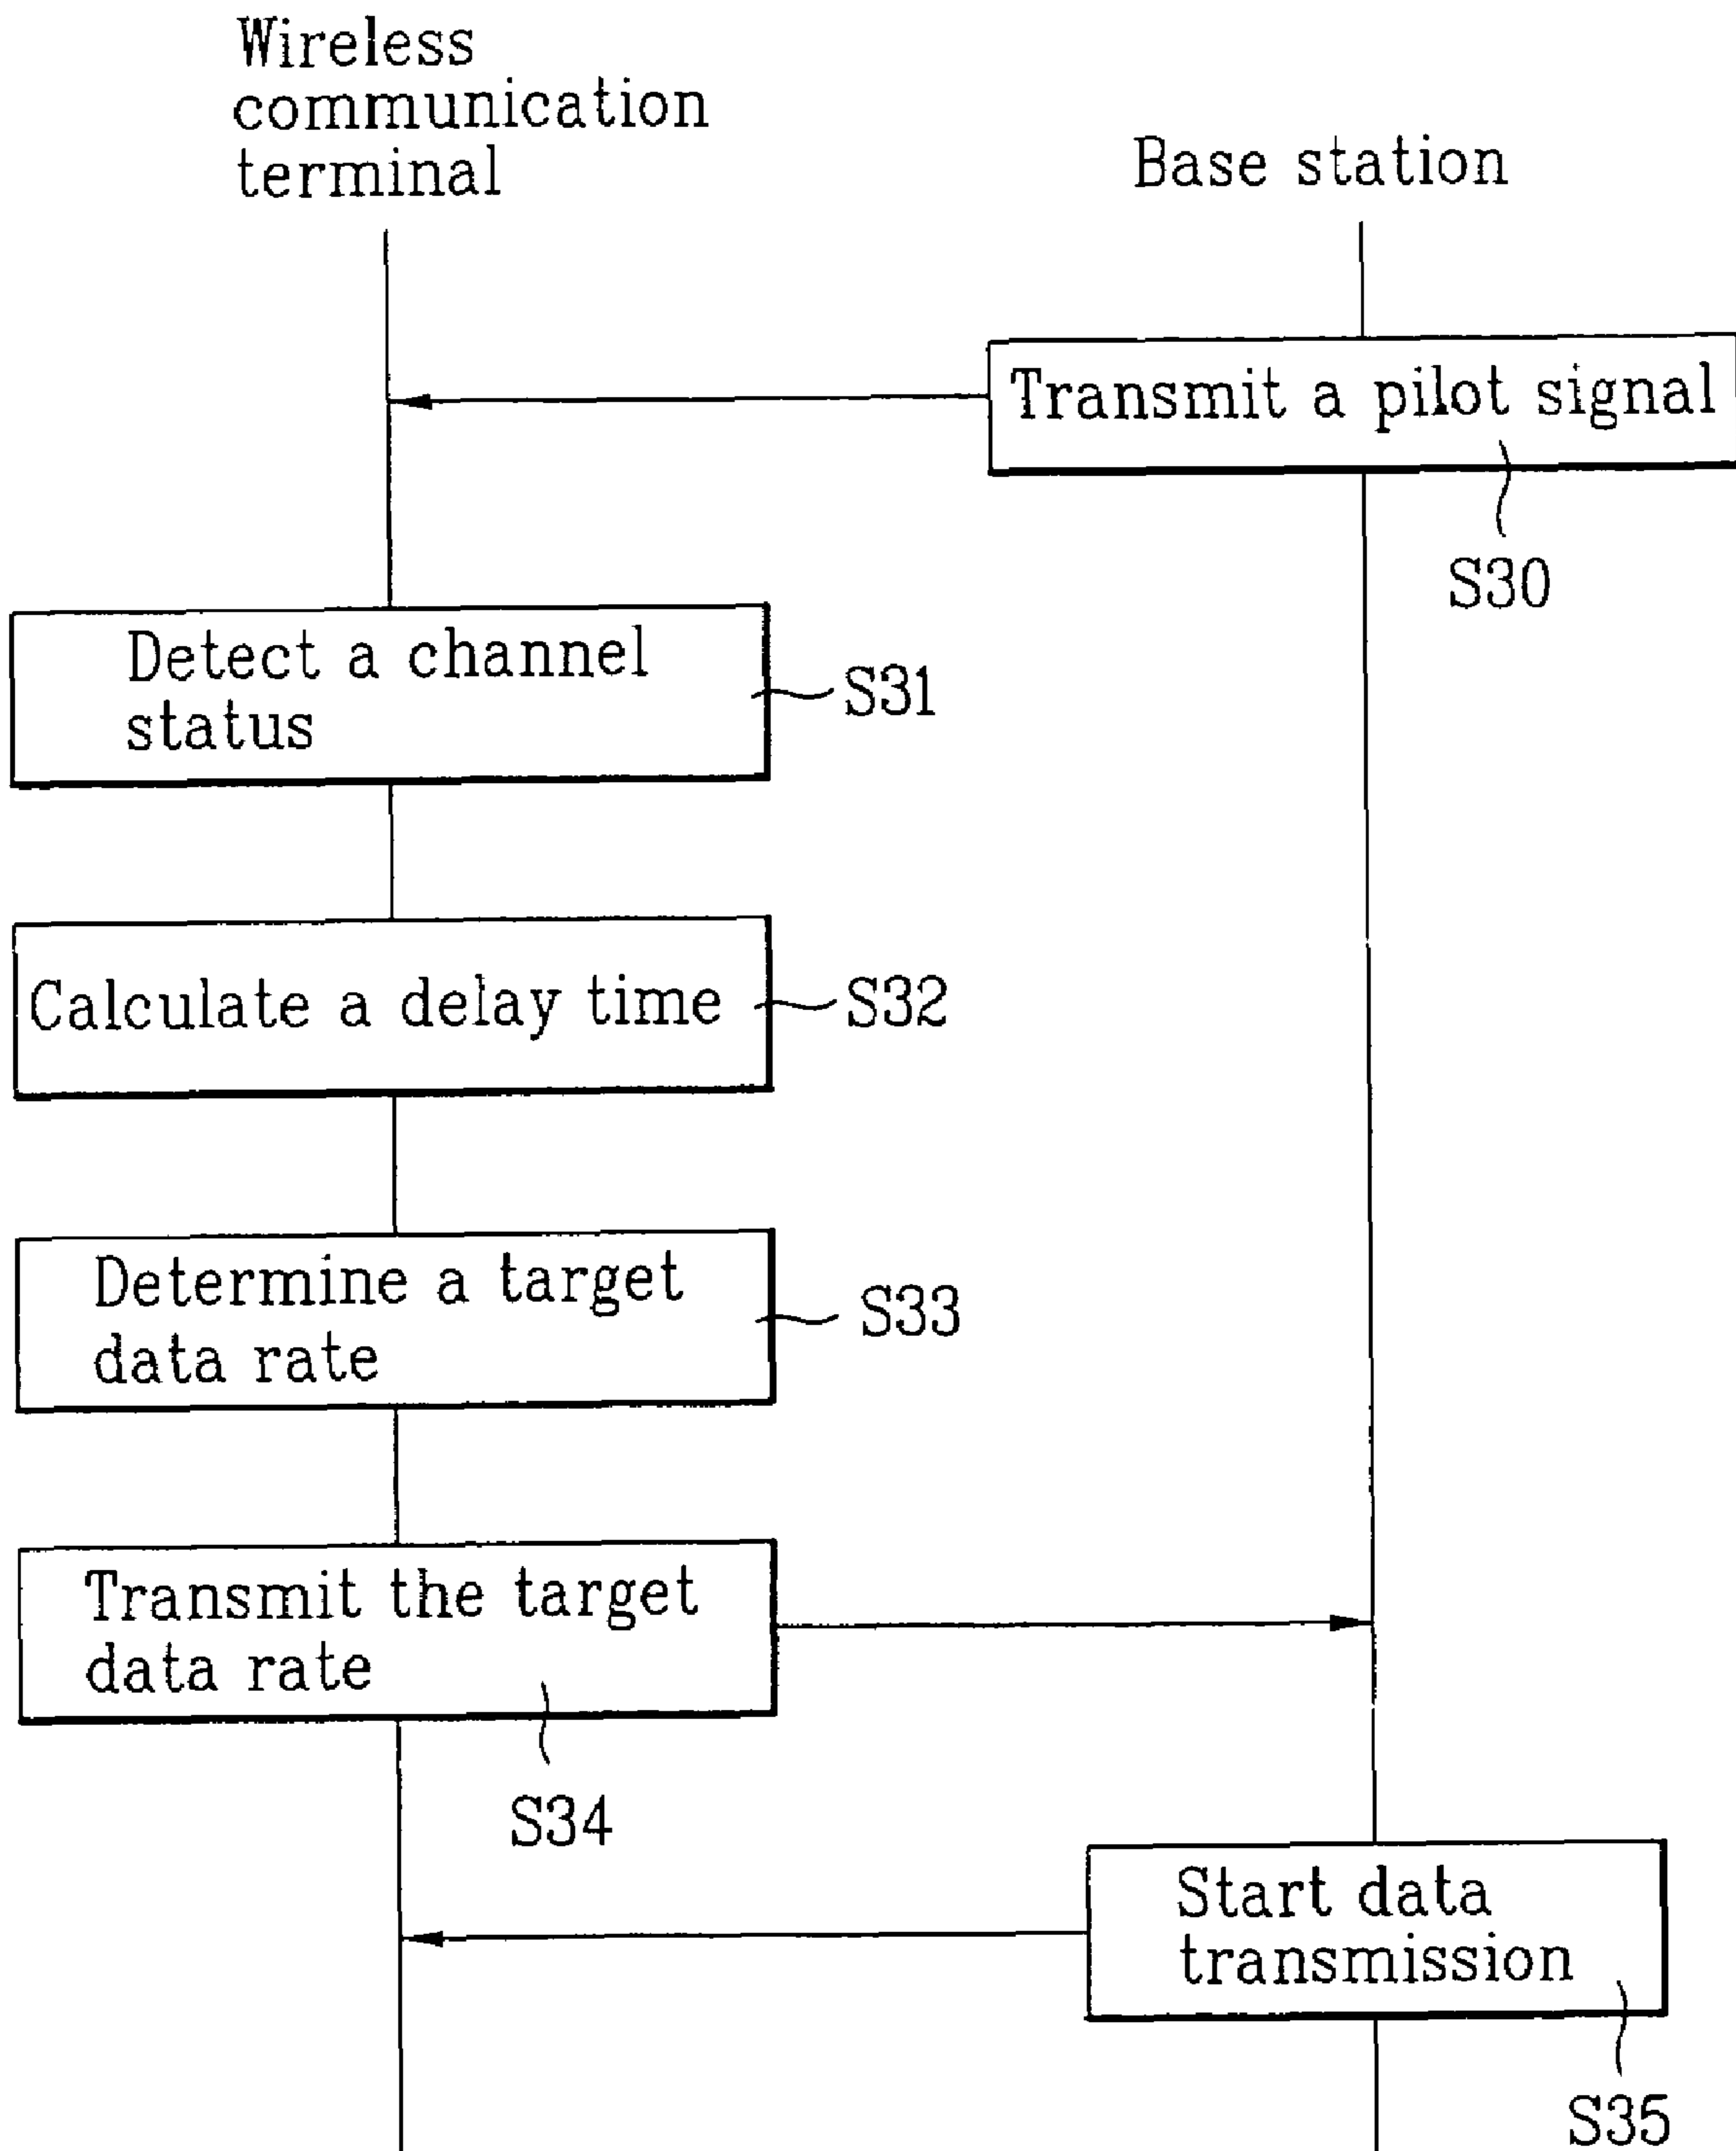 Wireless
communication
terminal
Base station
Transmit a pilot signal
S30
Detect a channel
status
S31
Calculate a delay time
S32
Determine a target
data rate
S33
Transmit the target
data rate
S34
Start data
transmission
S35